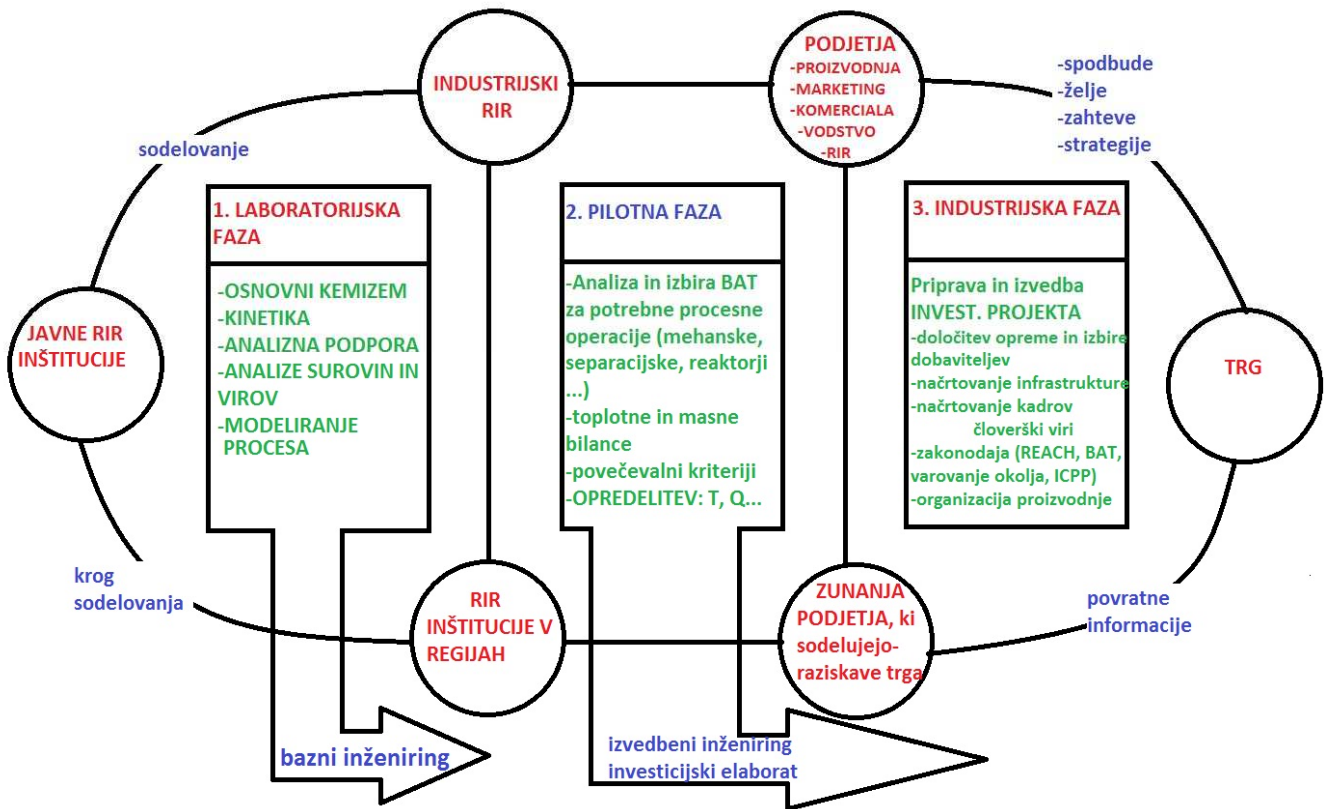 INDUSTRIJSKI
RIR
PODJETJA
-PROIZVODNJA
-MARKETING
-KOMERCIALA
-VODSTVO
-RIR
-spodbude
-želje
-zahteve
-strategije
sodelovanje
1. LABORATORIJSKA
FAZA
-OSNOVNI KEMIZEM
-KINETIKA
-ANALIZNA PODPORA
-ANALIZE SUROVIN IN
VIROV
-MODELIRANJE
PROCESA
2. PILOTNA FAZA
-Analiza in izbira BAT
za potrebne procesne
operacije (mehanske,
separacijske, reaktorji
...)
-toplotne in masne
bilance
-povečevalni kriteriji
-OPREDELITEV: T, Q...
3. INDUSTRIJSKA FAZA
Priprava in izvedba
INVEST. PROJEKTA
-določitev opreme in izbire
dobaviteljev
-načrtovanje infrastrukture
-načrtovanje kadrov
človerški viri
-zakonodaja (REACH, BAT,
varovanje okolja, ICPP)
-organizacija proizvodnje
JAVNE RIR
INŠTITUCIJE
TRG
krog
sodelovanja
RIR
INŠTITUCIJE V
REGIJAH
ZUNANJA
PODJETJA, ki
sodelujejo-
raziskave trga
povratne
informacije
bazni inženiring
izvedbeni inženiring
investicijski elaborat